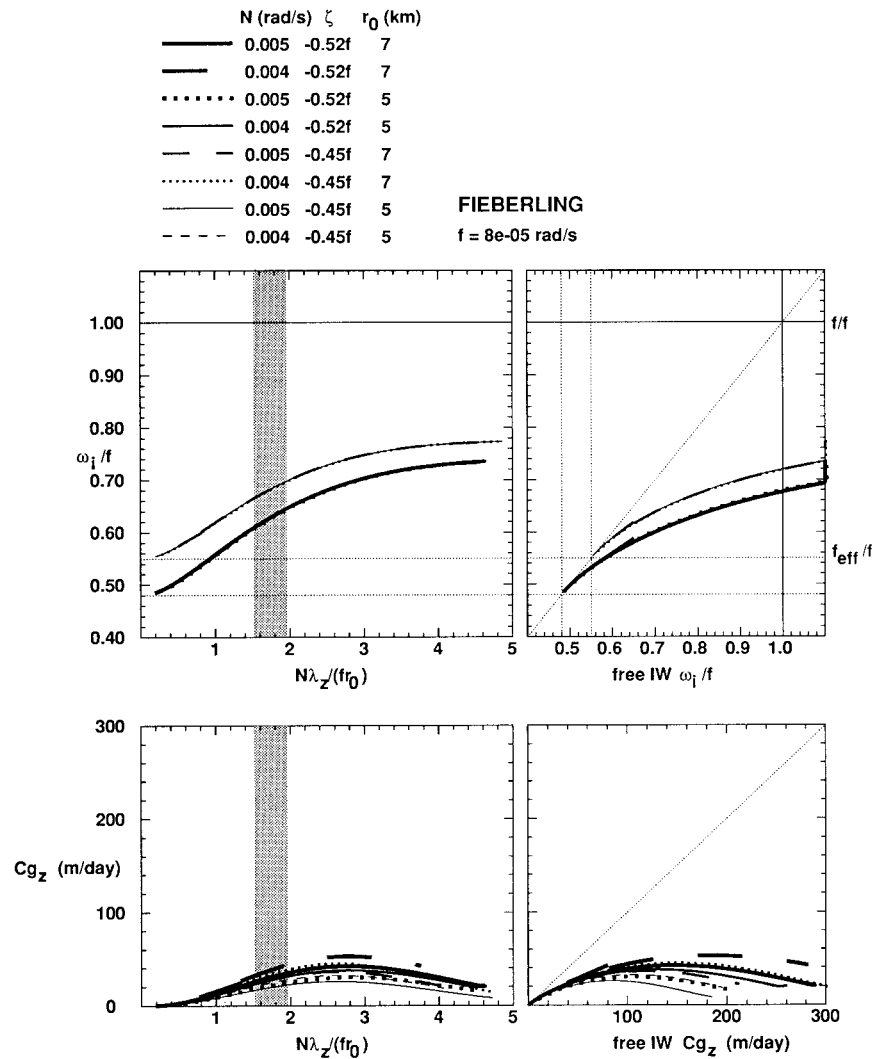 N (rad/s) ζ r0 (km)
0.005 -0.52f 7
0.004 -0.52f 7
0.005 -0.52f 5
0.004 -0.52f 5
0.005 -0.45f 7
0.004 -0.45f 7
0.005 -0.45f 5
0.004 -0.45f 5
FIEBERLING
f = 8e-05 rad/s
1.00
0.90
0.80
0.70
0.60
0.50
0.40
ωi/f
1 2 3 4 5
Nλz/(fr0)
f/f
feff/f
0.5 0.6 0.7 0.8 0.9 1.0
free IW ωi/f
300
200
100
0
Cgz (m/day)
0 1 2 3 4 5
Nλz/(fr0)
100 200 300
free IW Cgz (m/day)